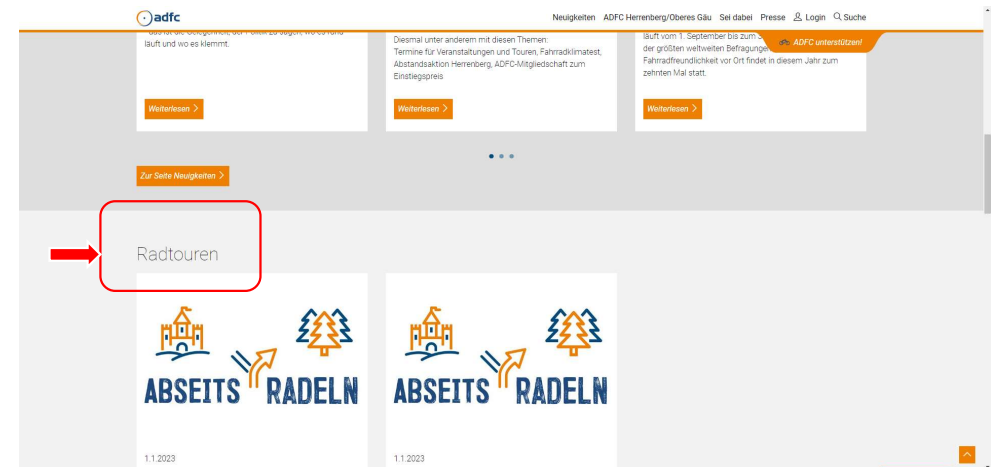 adfc
Neuigkeiten ADFC Herrenberg/Oberes Gäu Sei dabei Presse Login Suche
ADFC unterstützen!
läuft und wo es klemmt.
Weiterlesen
Diesmal unter anderem mit diesen Themen:
Termine für Veranstaltungen und Touren, Fahrradklimatest,
Abstandsaktion Herrenberg, ADFC-Mitgliedschaft zum
Einstiegspreis
Weiterlesen
läuft vom 1. September bis zum
der größten weltweiten Befragungen
Fahrradfreundlichkeit vor Ort findet in diesem Jahr zum
zehnten Mal statt.
Weiterlesen
Zur Seite Neuigkeiten
Radtouren
ABSEITS RADELN
1.1.2023
ABSEITS RADELN
1.1.2023